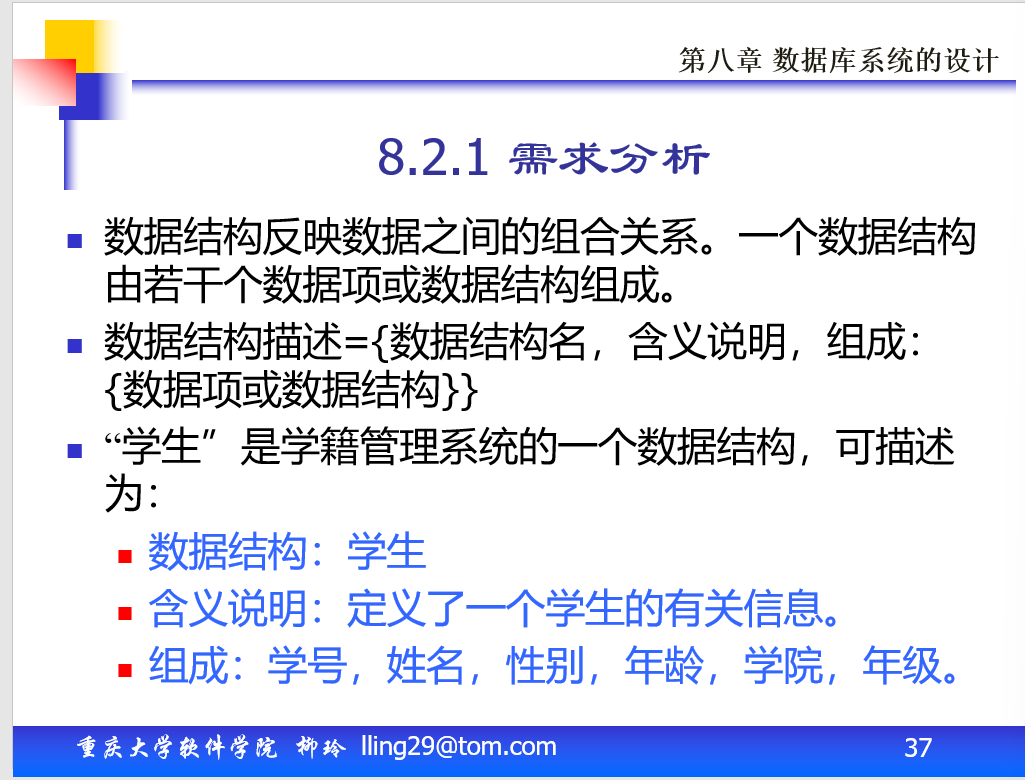 第八章 数据库系统的设计
8.2.1 需求分析
数据结构反映数据之间的组合关系。一个数据结构
由若干个数据项或数据结构组成。
数据结构描述={数据结构名，含义说明，组成：
{数据项或数据结构}}
“学生”是学籍管理系统的一个数据结构，可描述
为：
数据结构：学生
含义说明：定义了一个学生的有关信息。
组成：学号，姓名，性别，年龄，学院，年级。
重庆大学软件学院 柳玲 lling29@tom.com 37